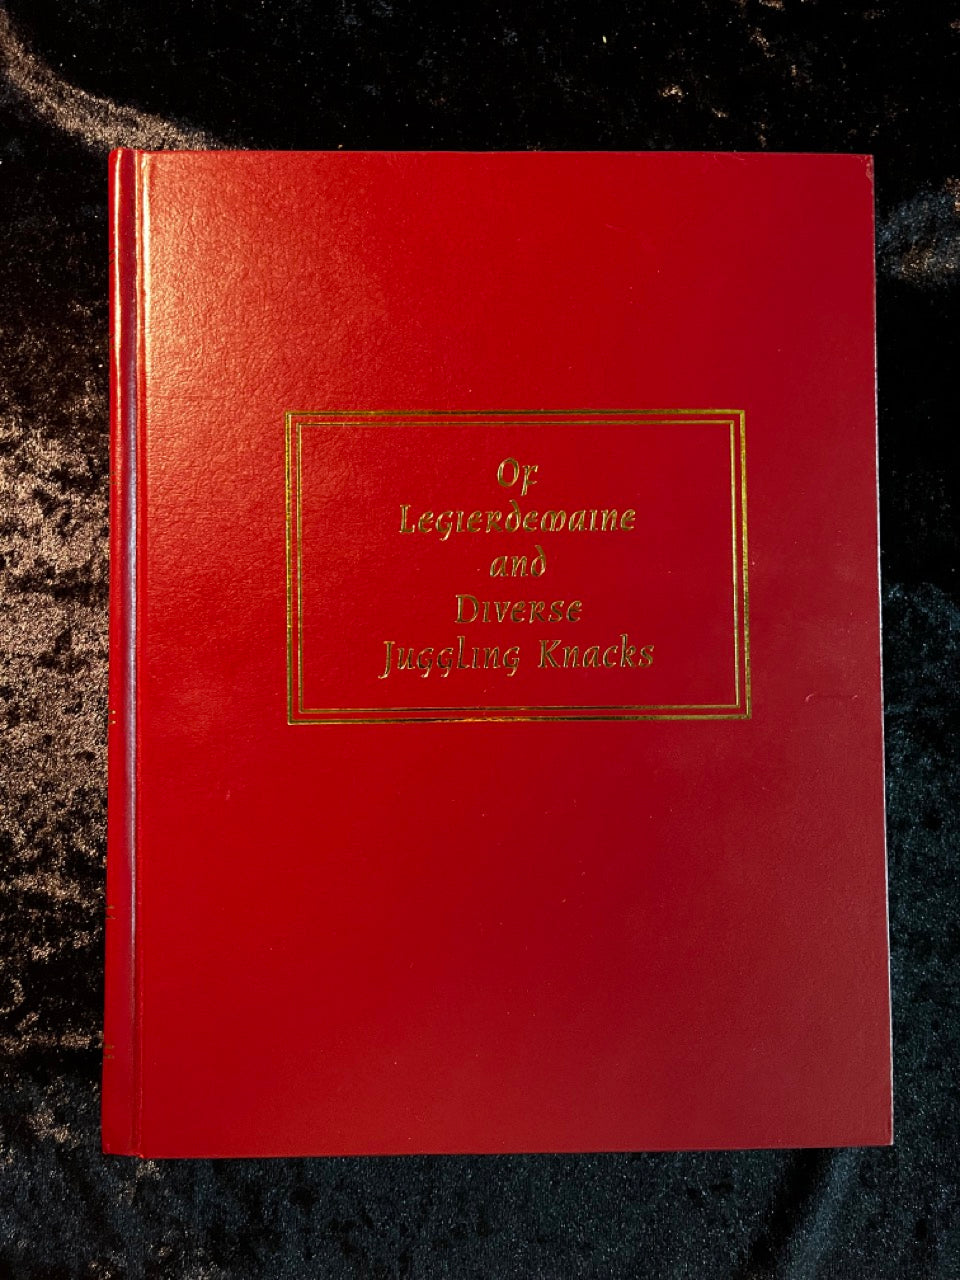 Of
Legierdemaine
and
Diverse
Juggling Knacks